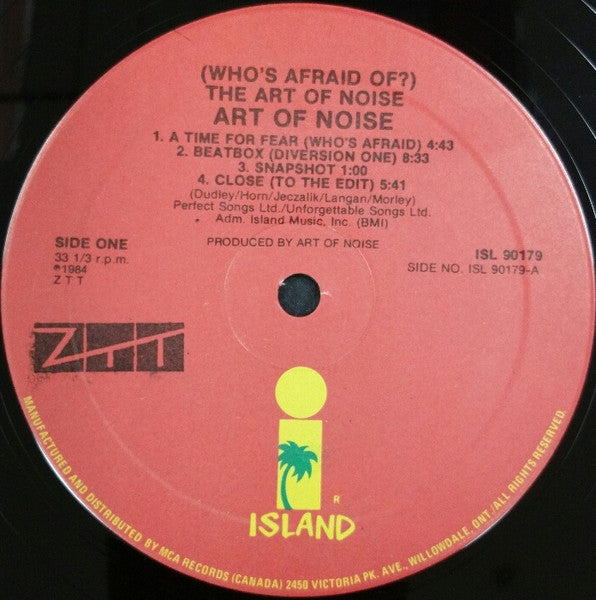 (WHO'S AFRAID OF?)
THE ART OF NOISE
ART OF NOISE
1. A TIME FOR FEAR (WHO'S AFRAID) 4:43
2. BEATBOX (DIVERSION ONE) 8:33
3. SNAPSHOT 1:00
4. CLOSE (TO THE EDIT) 5:41
(Dudley/Horn/Jeczalik/Langan/Morley)
Perfect Songs Ltd./Unforgettable Songs Ltd.
Adm. Island Music, Inc. (BMI)
SIDE ONE
PRODUCED BY ART OF NOISE
ISL 90179
33 1/3 r.p.m.
SIDE NO. ISL 90179-A
℗1984
Z T T
ZTT
R
ISLAND
MANUFACTURED AND DISTRIBUTED BY MCA RECORDS (CANADA) 2450 VICTORIA PK. AVE., WILLOWDALE, ONT./ALL RIGHTS RESERVED.